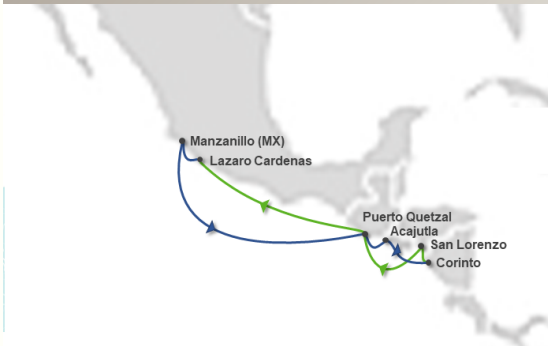 Manzanillo (MX)
Lazaro Cardenas
Puerto Quetzal
Acajutla
San Lorenzo
Corinto